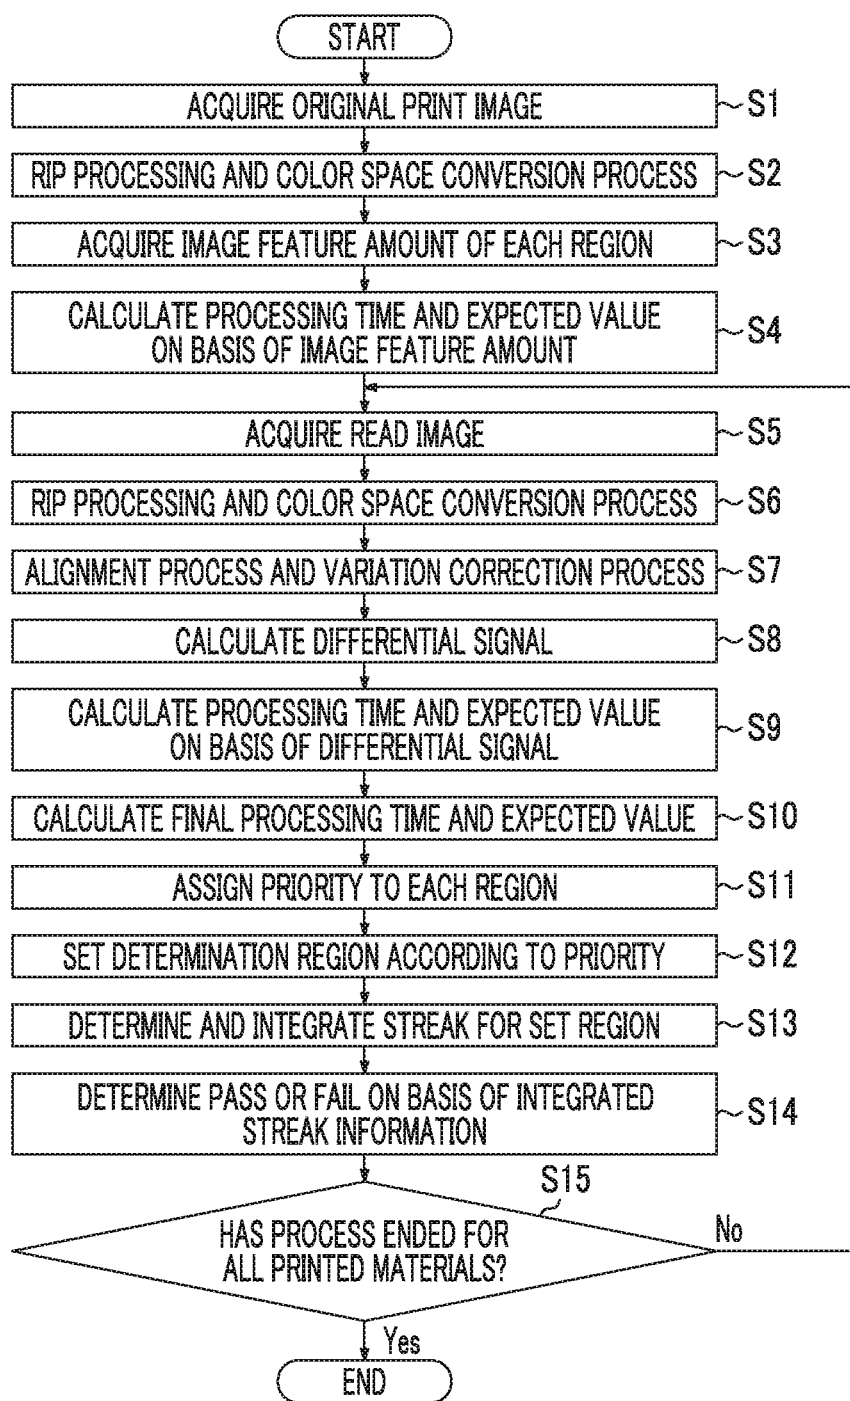 START
ACQUIRE ORIGINAL PRINT IMAGE
S1
RIP PROCESSING AND COLOR SPACE CONVERSION PROCESS
S2
ACQUIRE IMAGE FEATURE AMOUNT OF EACH REGION
S3
CALCULATE PROCESSING TIME AND EXPECTED VALUE
ON BASIS OF IMAGE FEATURE AMOUNT
S4
ACQUIRE READ IMAGE
S5
RIP PROCESSING AND COLOR SPACE CONVERSION PROCESS
S6
ALIGNMENT PROCESS AND VARIATION CORRECTION PROCESS
S7
CALCULATE DIFFERENTIAL SIGNAL
S8
CALCULATE PROCESSING TIME AND EXPECTED VALUE
ON BASIS OF DIFFERENTIAL SIGNAL
S9
CALCULATE FINAL PROCESSING TIME AND EXPECTED VALUE
S10
ASSIGN PRIORITY TO EACH REGION
S11
SET DETERMINATION REGION ACCORDING TO PRIORITY
S12
DETERMINE AND INTEGRATE STREAK FOR SET REGION
S13
DETERMINE PASS OR FAIL ON BASIS OF INTEGRATED
STREAK INFORMATION
S14
S15
HAS PROCESS ENDED FOR
ALL PRINTED MATERIALS?
No
Yes
END